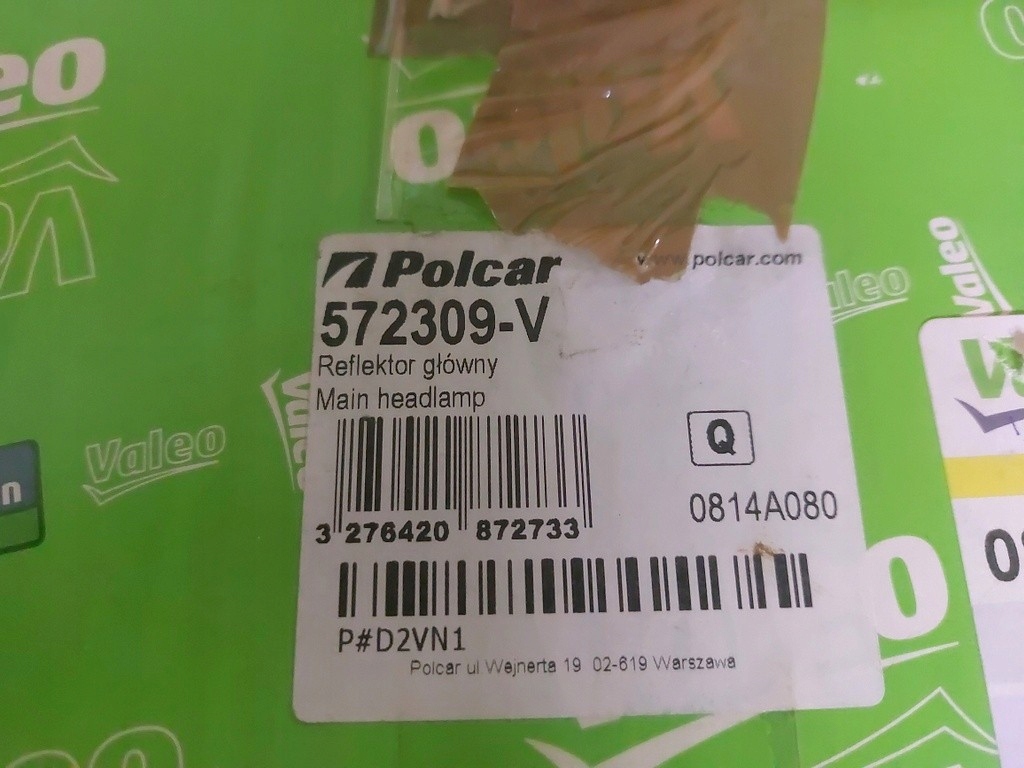 Valeo
Polcar
www.polcar.com
572309-V
Reflektor główny
Main headlamp
Q
0814A080
3 276420 872733
P#D2VN1
Polcar ul Wejnerta 19 02-619 Warszawa
Valeo
Valeo
Valeo